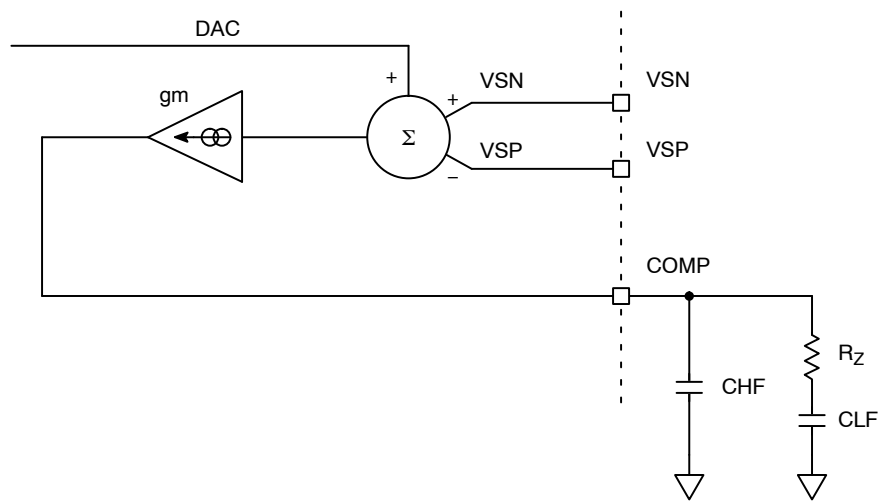 DAC
+
gm
VSN
VSN
+
Σ
VSP
VSP
−
COMP
RZ
CHF
CLF